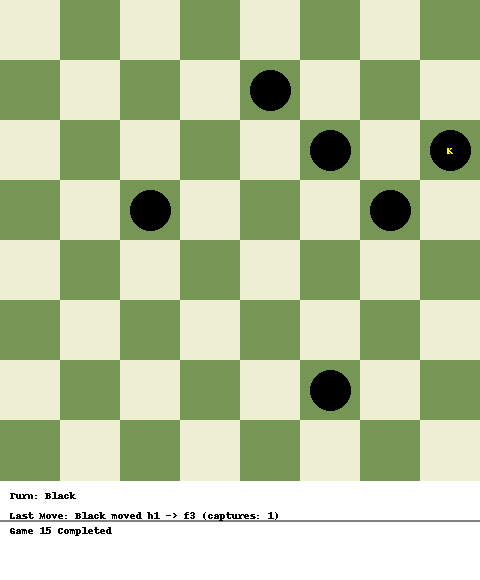 K
Turn: Black
Last Move: Black moved h1 -> f3 (captures: 1)
Game 15 Completed